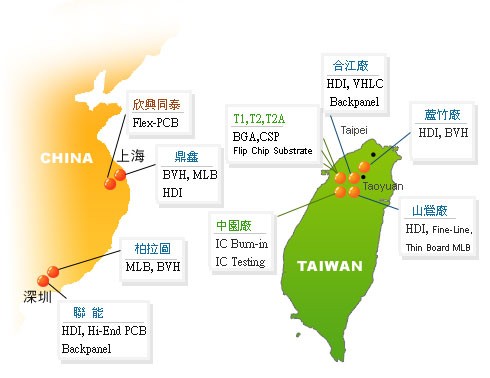 合江廠
HDI, VHLC
Backpanel
欣興同泰
Flex-PCB
T1,T2,T2A
BGA,CSP
Flip Chip Substrate
蘆竹廠
HDI, BVH
Taipei
CHINA
上海
鼎鑫
BVH, MLB
HDI
Taoyuan
中園廠
IC Burn-in
IC Testing
山鶯廠
HDI, Fine-Line,
Thin Board MLB
柏拉圖
MLB, BVH
TAIWAN
深圳
聯能
HDI, Hi-End PCB
Backpanel